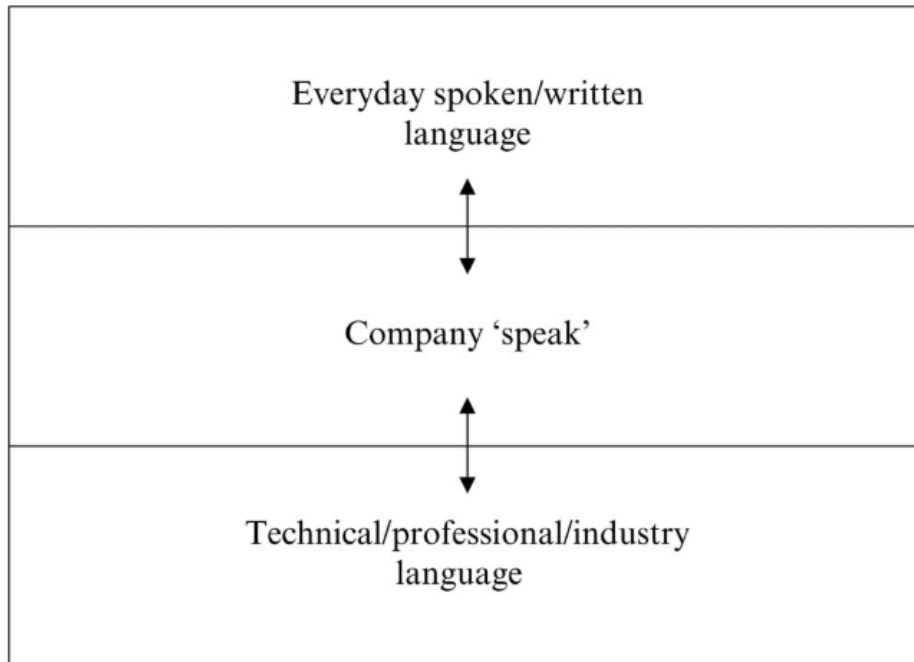 Everyday spoken/written
language
Company ‘speak’
Technical/professional/industry
language